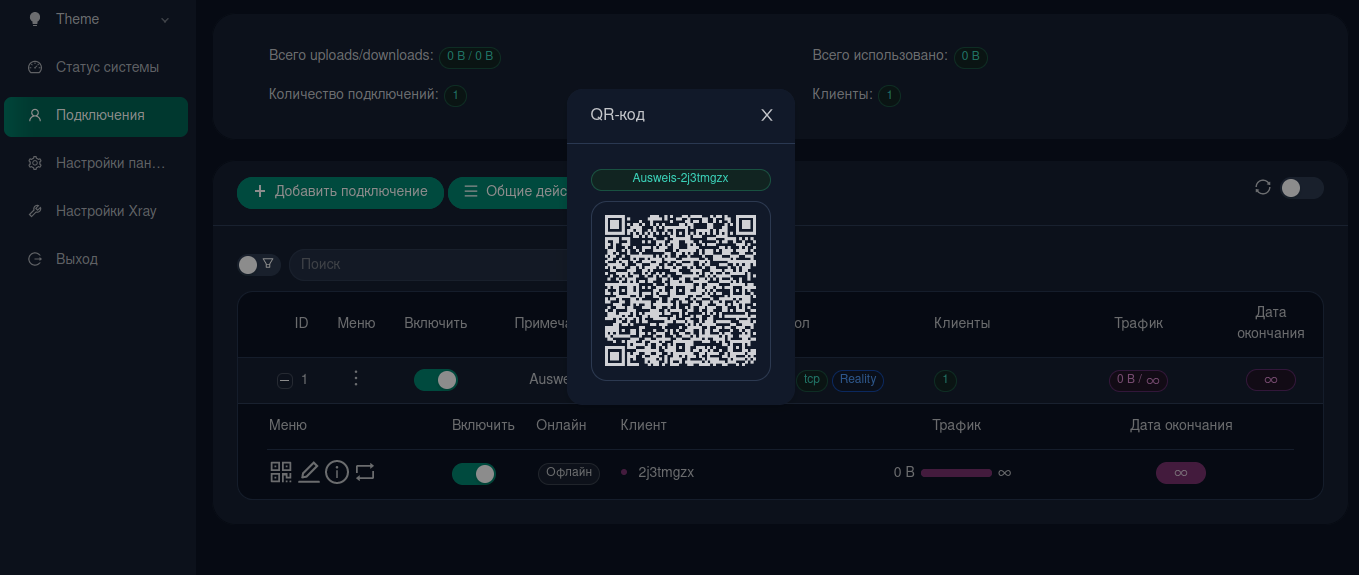 Theme
Статус системы
Подключения
Настройки пан...
Настройки Xray
Выход
Всего uploads/downloads: 0 B / 0 B
Всего использовано: 0 B
Количество подключений: 1
Клиенты: 1
QR-код
Ausweis-2j3tmgzx
Добавить подключение
Общие дейс
Поиск
ID Меню Включить Примеча ол Клиенты Трафик Дата окончания
1 Auswe tcp Reality 1 0 B / ∞ ∞
Меню Включить Онлайн Клиент Трафик Дата окончания
Офлайн 2j3tmgzx 0 B ∞ ∞